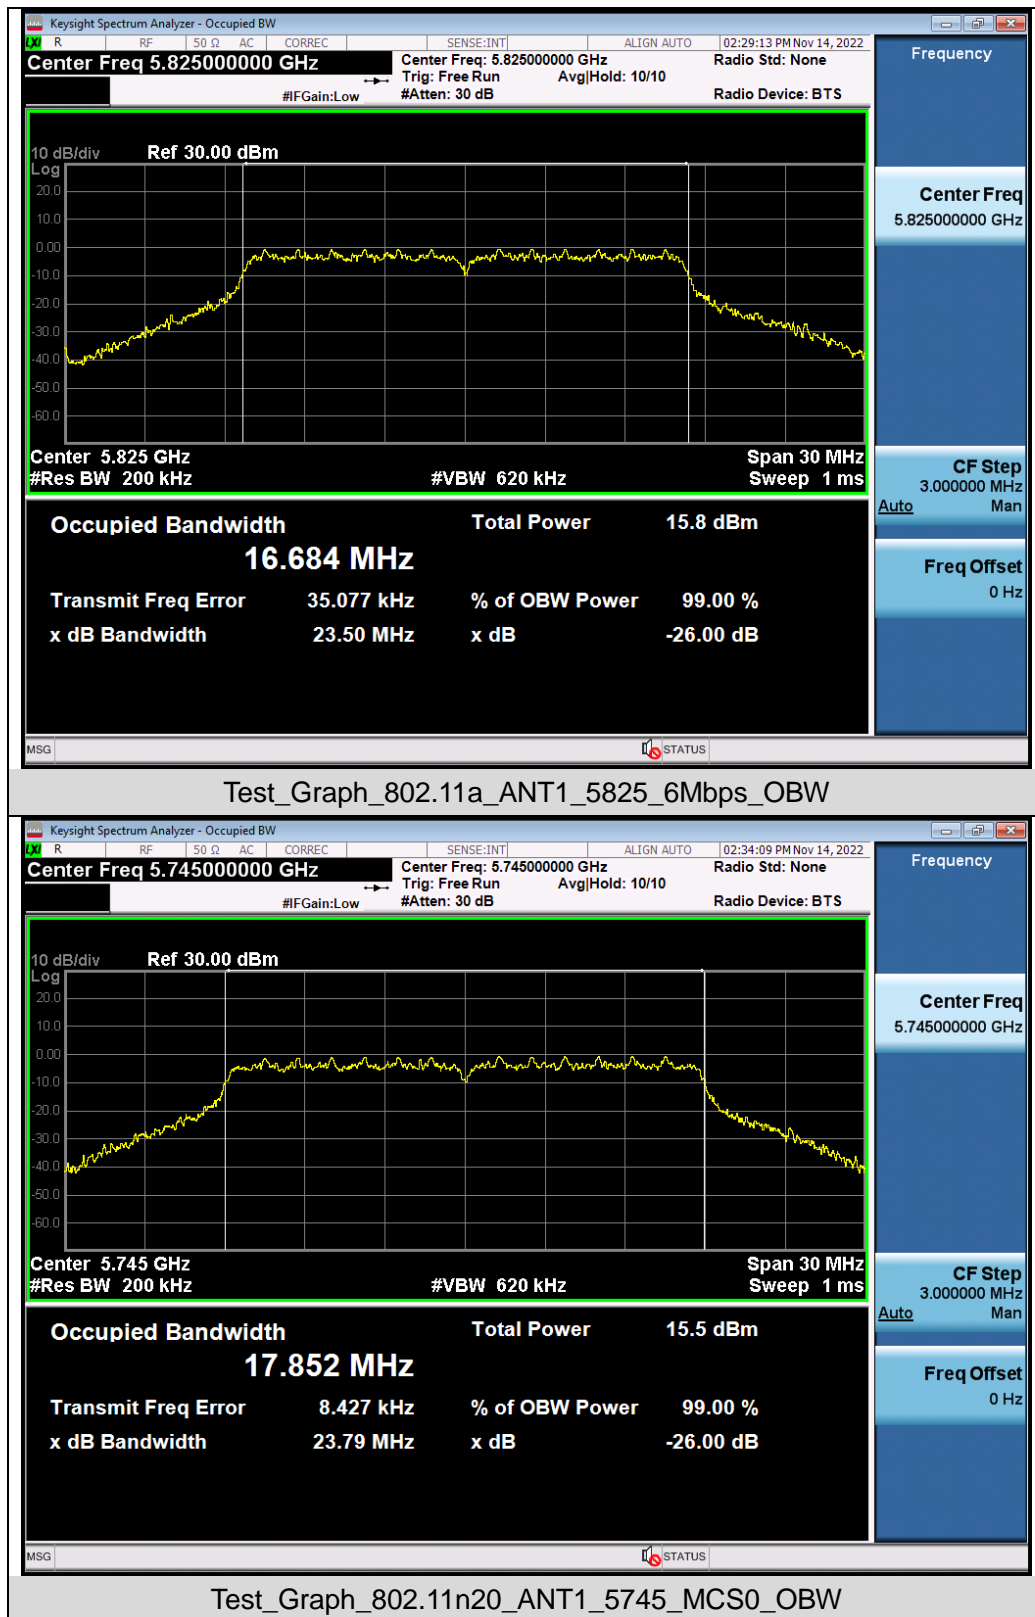 Keysight Spectrum Analyzer - Occupied BW
LXI R RF 50 Ω AC CORREC SENSE:INT ALIGN AUTO 02:29:13 PM Nov 14, 2022
Center Freq 5.825000000 GHz
Center Freq: 5.825000000 GHz Radio Std: None
Trig: Free Run Avg|Hold: 10/10
#IFGain:Low #Atten: 30 dB Radio Device: BTS
10 dB/div Ref 30.00 dBm
Log
20.0
10.0
0.00
-10.0
-20.0
-30.0
-40.0
-50.0
-60.0
Center 5.825 GHz Span 30 MHz
#Res BW 200 kHz #VBW 620 kHz Sweep 1 ms
Occupied Bandwidth Total Power 15.8 dBm
16.684 MHz
Transmit Freq Error 35.077 kHz % of OBW Power 99.00 %
x dB Bandwidth 23.50 MHz x dB -26.00 dB
MSG STATUS
Frequency
Center Freq
5.825000000 GHz
CF Step
3.000000 MHz
Auto Man
Freq Offset
0 Hz
Test_Graph_802.11a_ANT1_5825_6Mbps_OBW
Keysight Spectrum Analyzer - Occupied BW
LXI R RF 50 Ω AC CORREC SENSE:INT ALIGN AUTO 02:34:09 PM Nov 14, 2022
Center Freq 5.745000000 GHz
Center Freq: 5.745000000 GHz Radio Std: None
Trig: Free Run Avg|Hold: 10/10
#IFGain:Low #Atten: 30 dB Radio Device: BTS
10 dB/div Ref 30.00 dBm
Log
20.0
10.0
0.00
-10.0
-20.0
-30.0
-40.0
-50.0
-60.0
Center 5.745 GHz Span 30 MHz
#Res BW 200 kHz #VBW 620 kHz Sweep 1 ms
Occupied Bandwidth Total Power 15.5 dBm
17.852 MHz
Transmit Freq Error 8.427 kHz % of OBW Power 99.00 %
x dB Bandwidth 23.79 MHz x dB -26.00 dB
MSG STATUS
Frequency
Center Freq
5.745000000 GHz
CF Step
3.000000 MHz
Auto Man
Freq Offset
0 Hz
Test_Graph_802.11n20_ANT1_5745_MCS0_OBW